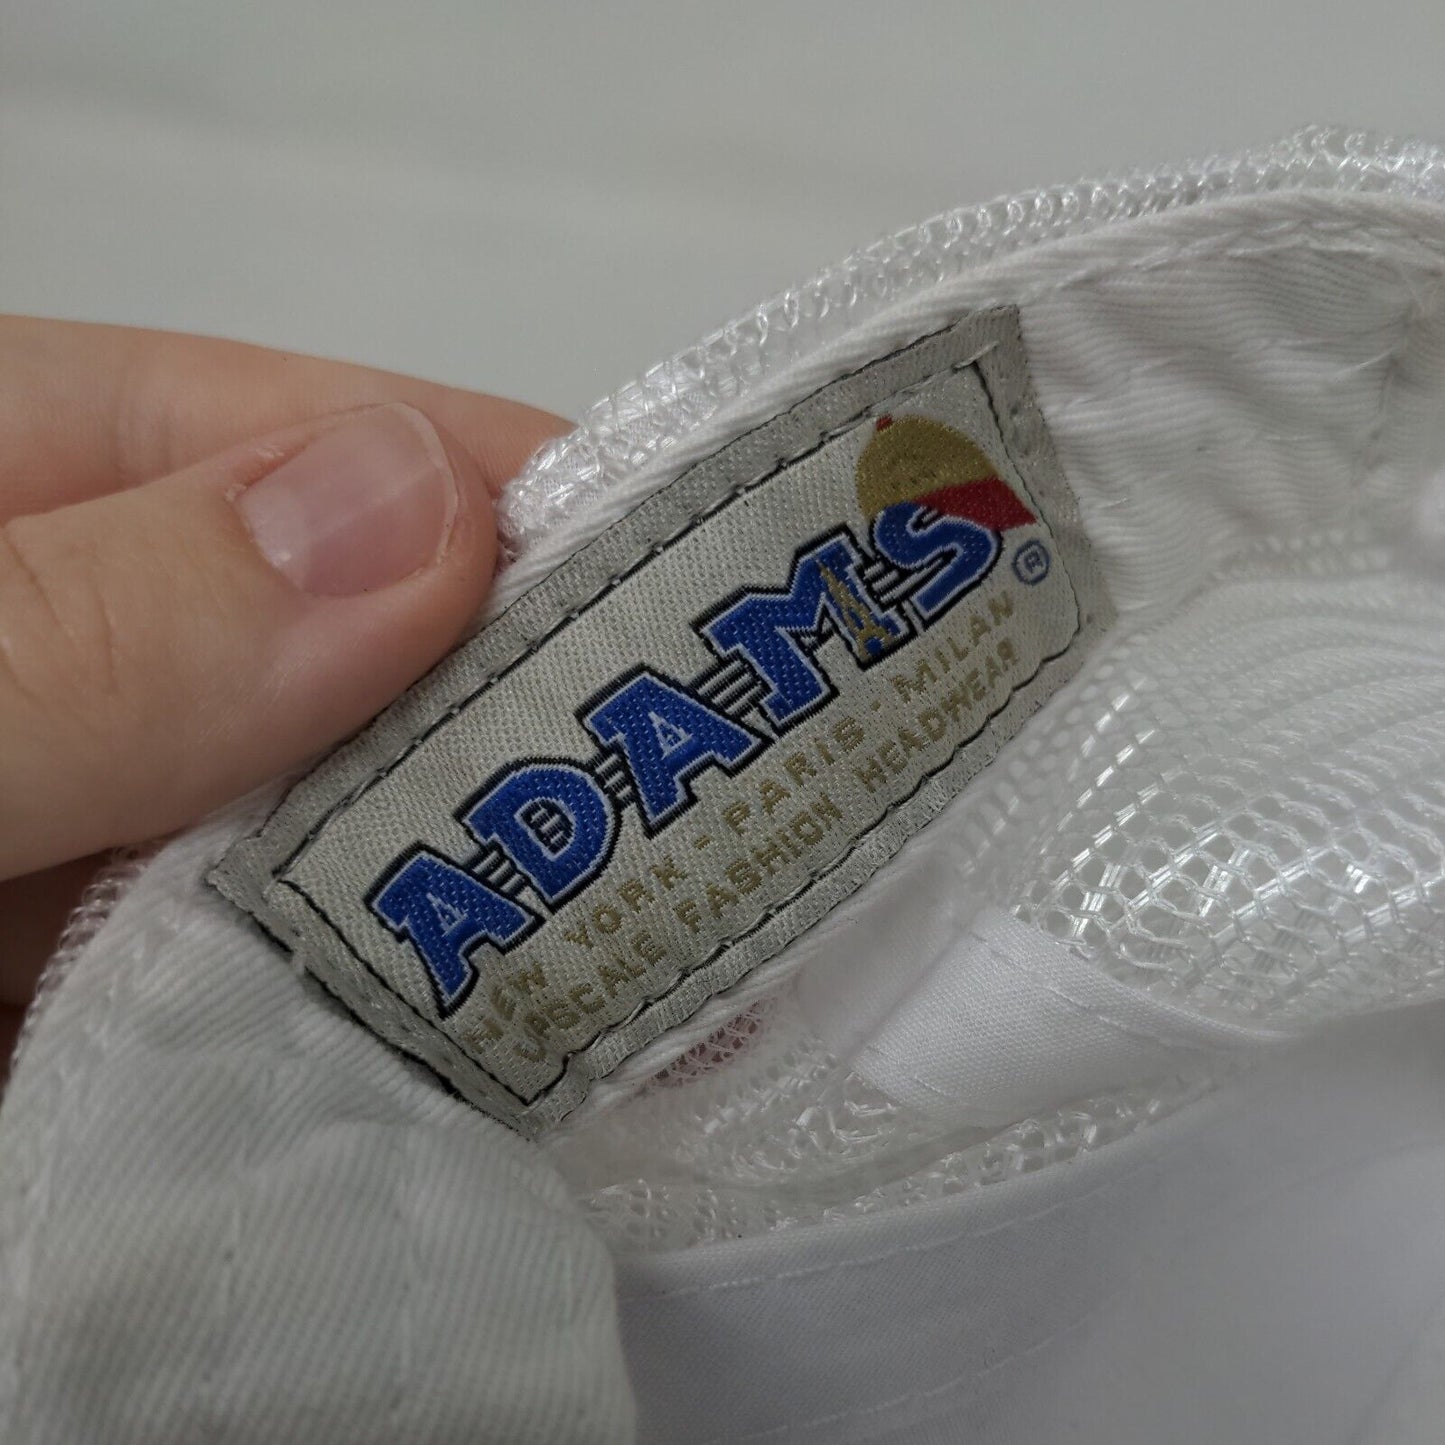 ADAMS®
NEW YORK - PARIS - MILAN
UPSCALE FASHION HEADWEAR